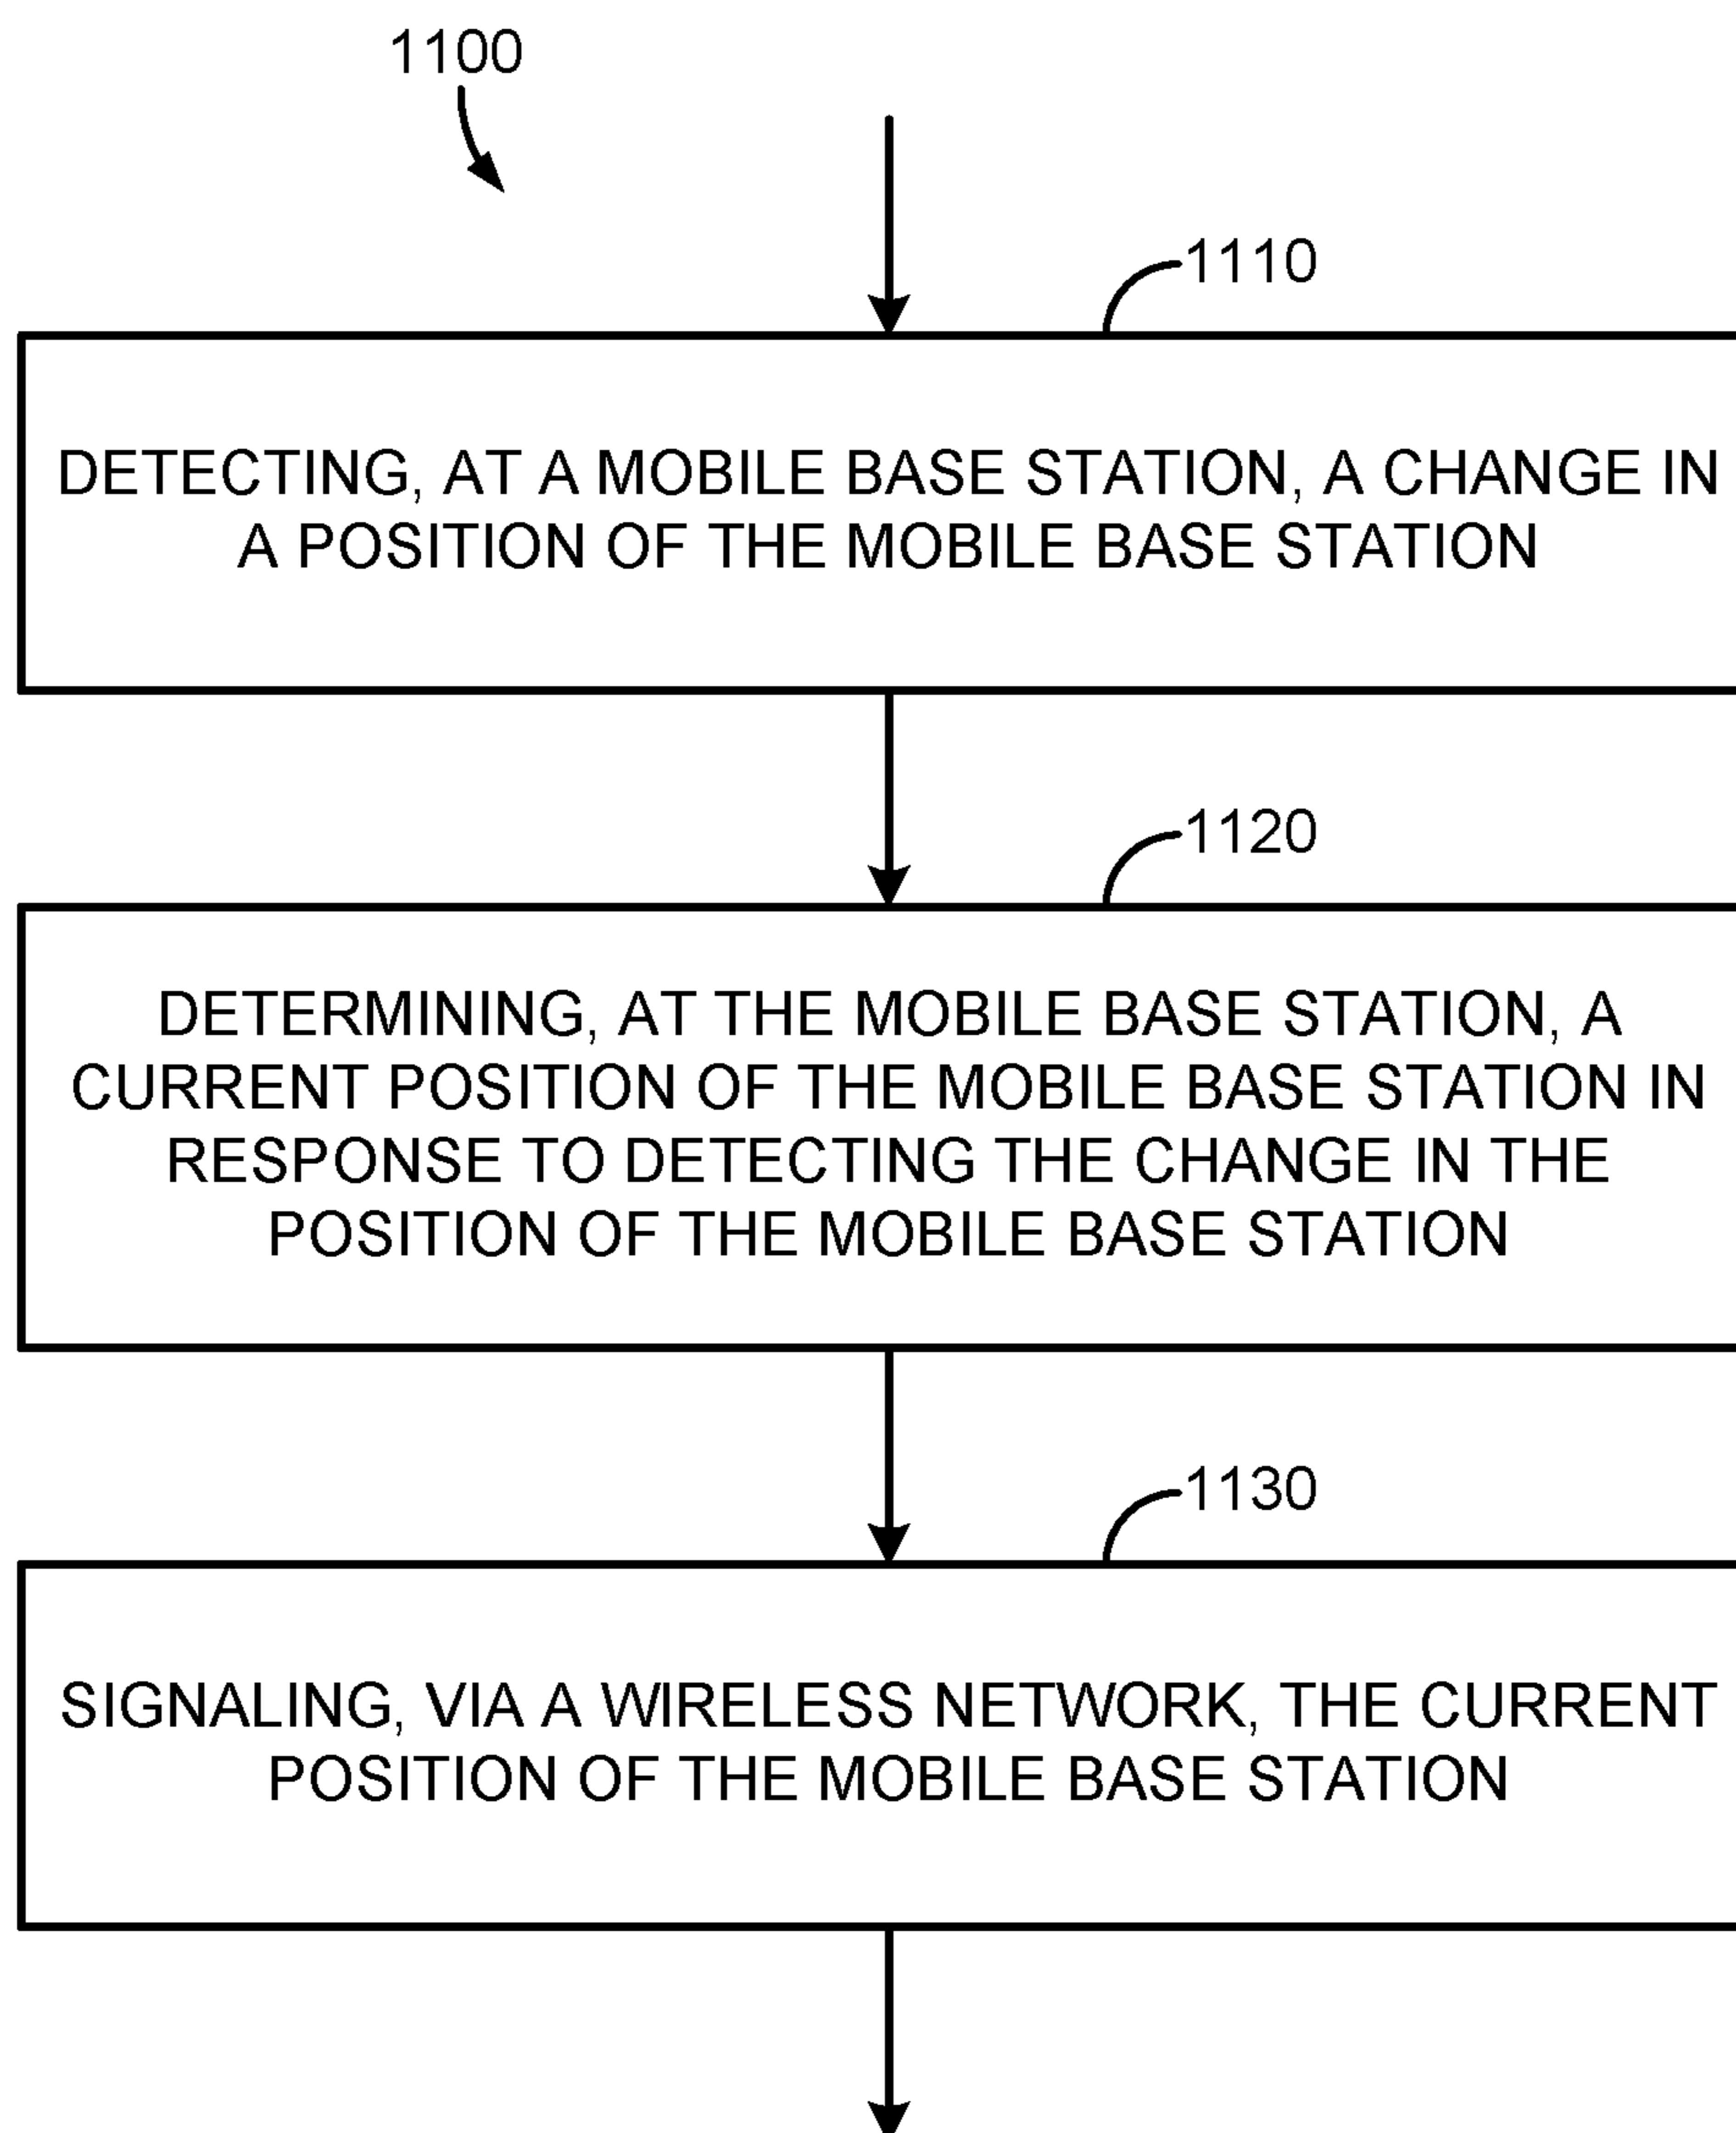 1100
1110
DETECTING, AT A MOBILE BASE STATION, A CHANGE IN
A POSITION OF THE MOBILE BASE STATION
1120
DETERMINING, AT THE MOBILE BASE STATION, A
CURRENT POSITION OF THE MOBILE BASE STATION IN
RESPONSE TO DETECTING THE CHANGE IN THE
POSITION OF THE MOBILE BASE STATION
1130
SIGNALING, VIA A WIRELESS NETWORK, THE CURRENT
POSITION OF THE MOBILE BASE STATION